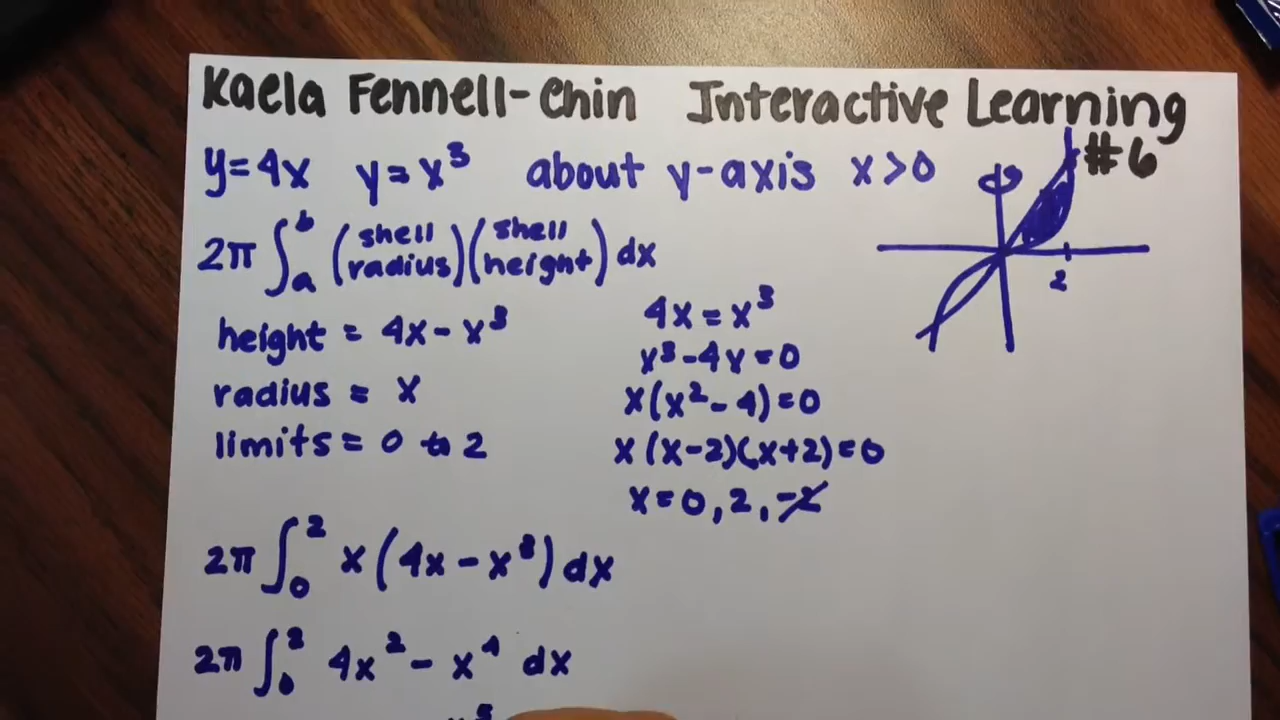 Kaela Fennell-Chin Interactive Learning #6
y=4x y=x³ about y-axis x>0
2π ∫ₐᵇ (shell radius)(shell height) dx
2
height = 4x-x³
radius = x
limits = 0 to 2
4x=x³
x³-4x=0
x(x²-4)=0
x(x-2)(x+2)=0
x=0,2,-2
2π ∫₀² x(4x-x³)dx
2π ∫₀² 4x²-x⁴ dx